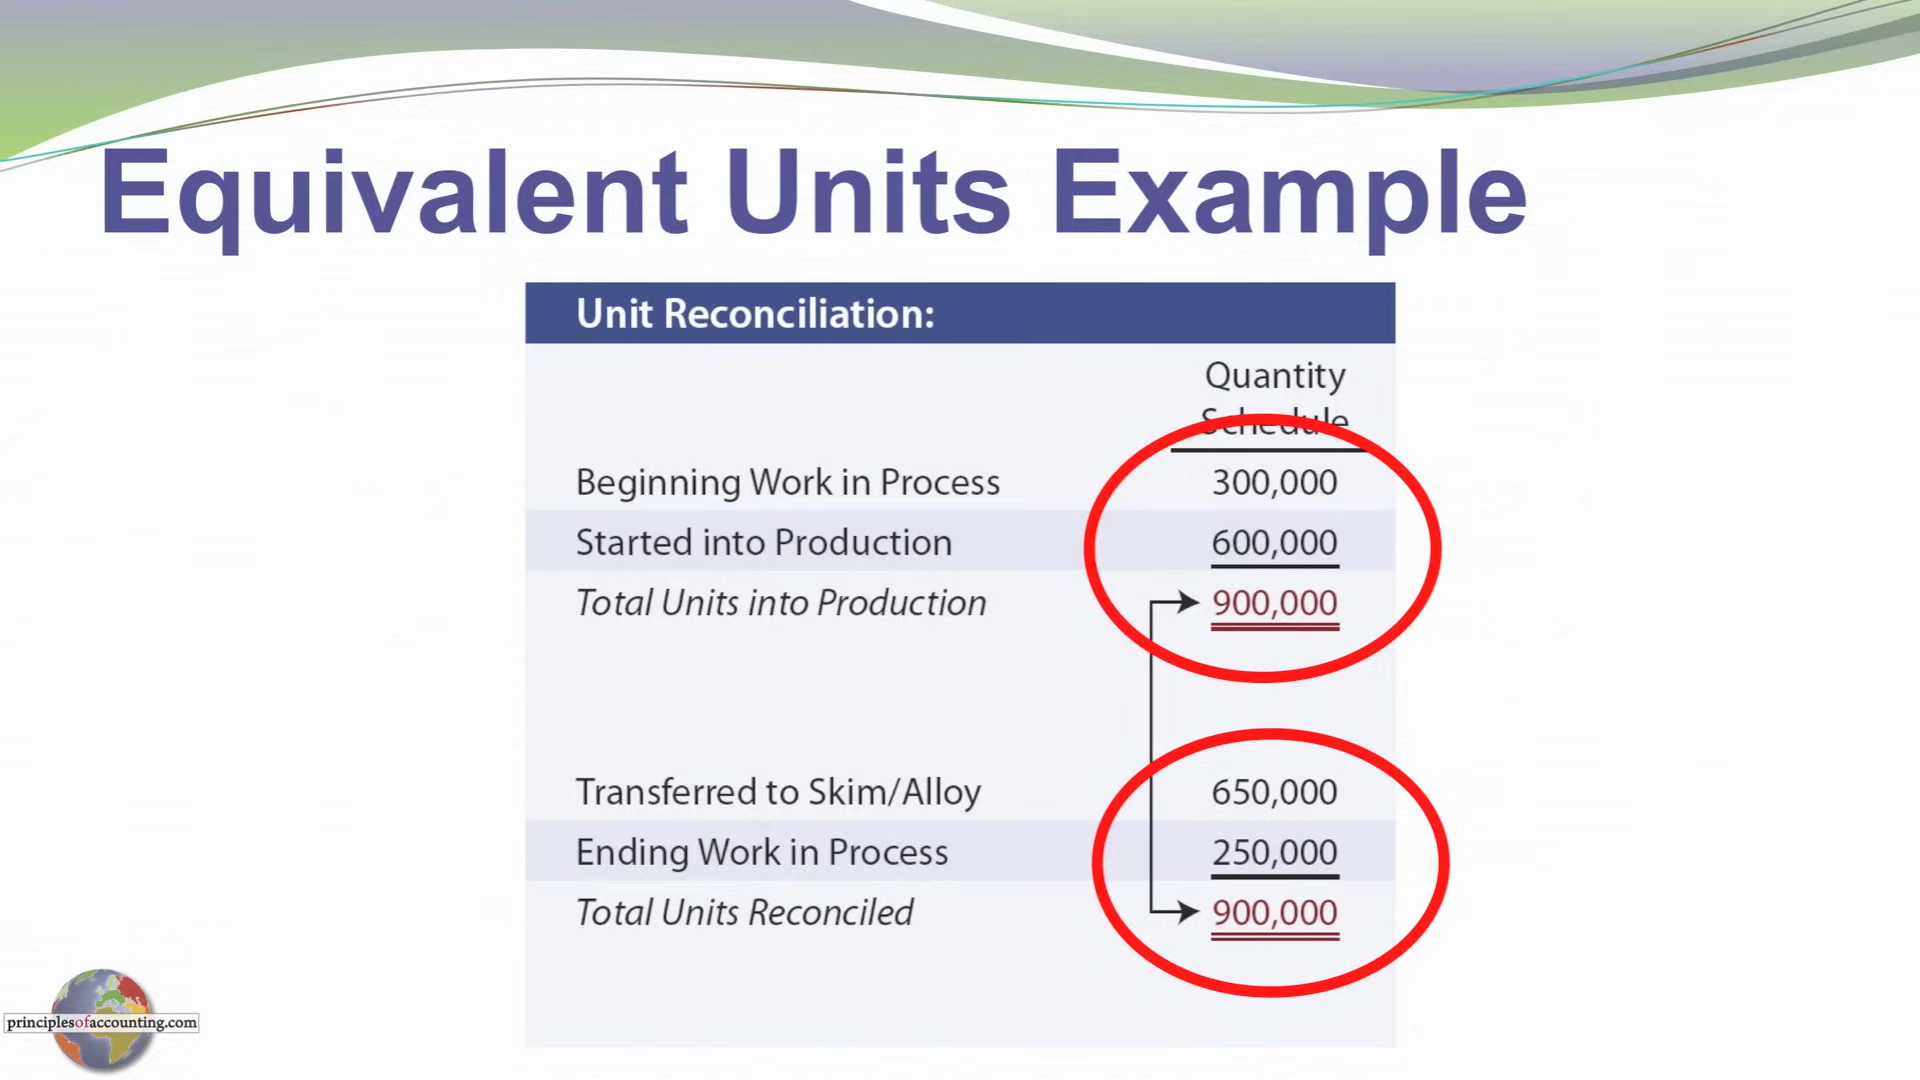 Equivalent Units Example
Unit Reconciliation:
Quantity
Schedule
Beginning Work in Process 300,000
Started into Production 600,000
Total Units into Production 900,000
Transferred to Skim/Alloy 650,000
Ending Work in Process 250,000
Total Units Reconciled 900,000
principlesofaccounting.com